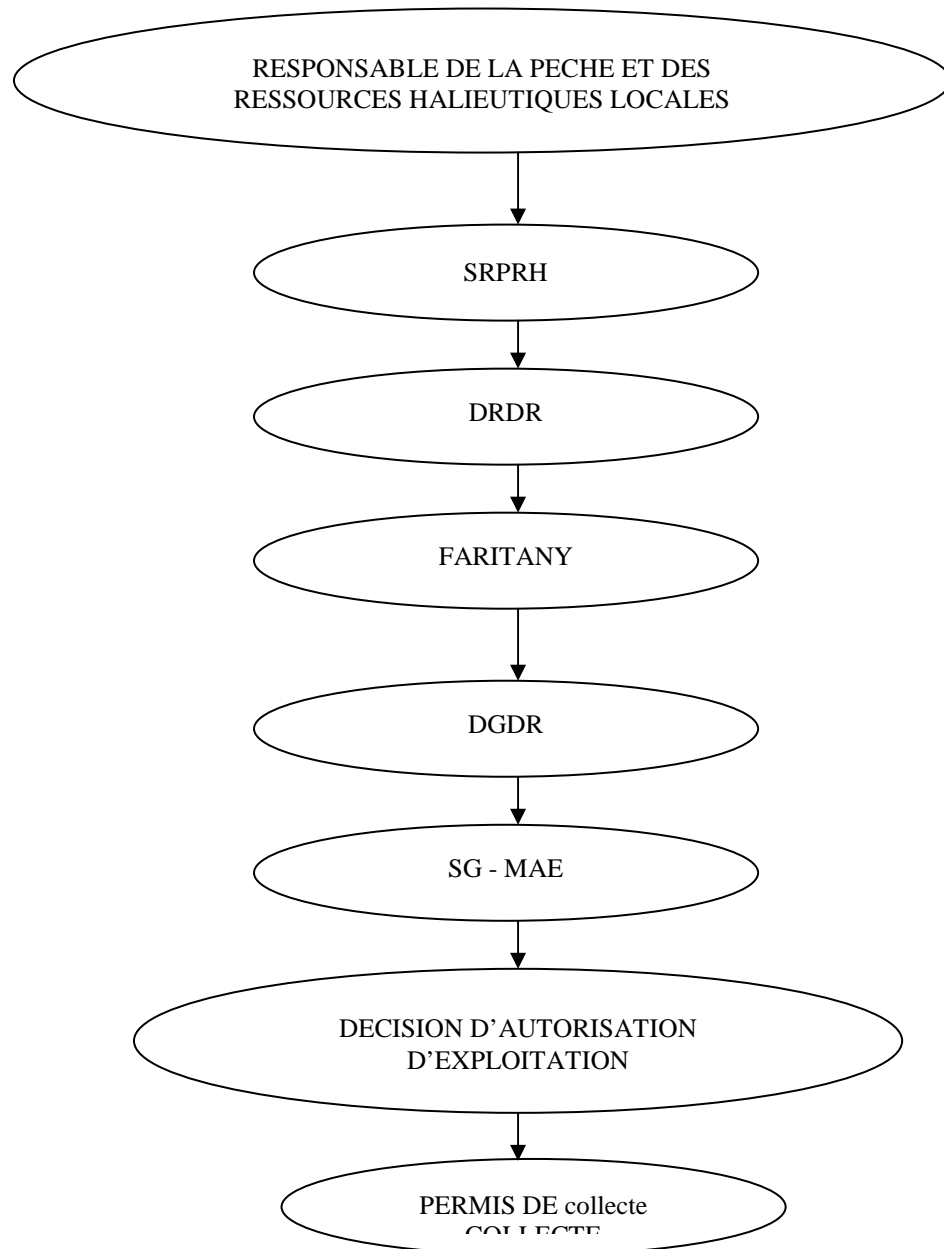 RESPONSABLE DE LA PECHE ET DES
RESSOURCES HALIEUTIQUES LOCALES
SRPRH
DRDR
FARITANY
DGDR
SG - MAE
DECISION D’AUTORISATION
D’EXPLOITATION
PERMIS DE collecte
COLLECTE